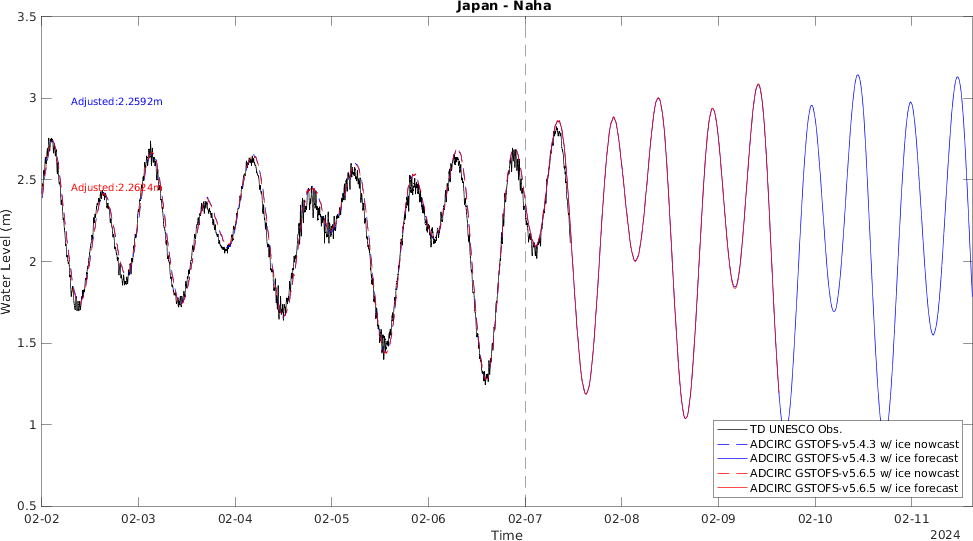 Japan - Naha
3.5
3
2.5
2
1.5
1
0.5
Water Level (m)
Adjusted:2.2592m
Adjusted:2.2624m
TD UNESCO Obs.
ADCIRC GSTOFS-v5.4.3 w/ ice nowcast
ADCIRC GSTOFS-v5.4.3 w/ ice forecast
ADCIRC GSTOFS-v5.6.5 w/ ice nowcast
ADCIRC GSTOFS-v5.6.5 w/ ice forecast
02-02 02-03 02-04 02-05 02-06 02-07 02-08 02-09 02-10 02-11
Time
2024